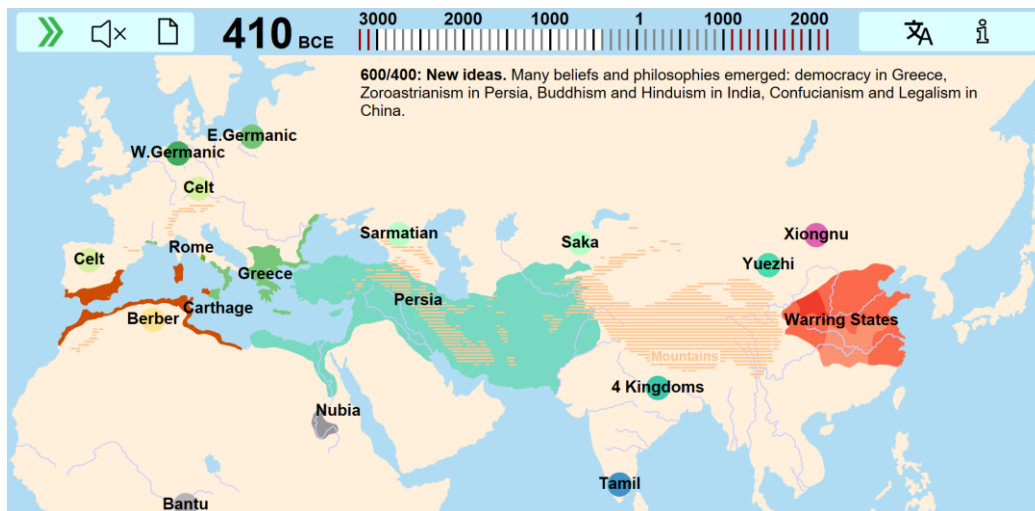 3000 2000 1000 1 1000 2000
410 BCE
600/400: New ideas. Many beliefs and philosophies emerged: democracy in Greece,
Zoroastrianism in Persia, Buddhism and Hinduism in India, Confucianism and Legalism in
China.
E.Germanic
W.Germanic
Celt
Sarmatian
Xiongnu
Rome
Saka
Celt
Yuezhi
Greece
Persia
Carthage
Berber
Warring States
Mountains
4 Kingdoms
Nubia
Tamil
Bantu